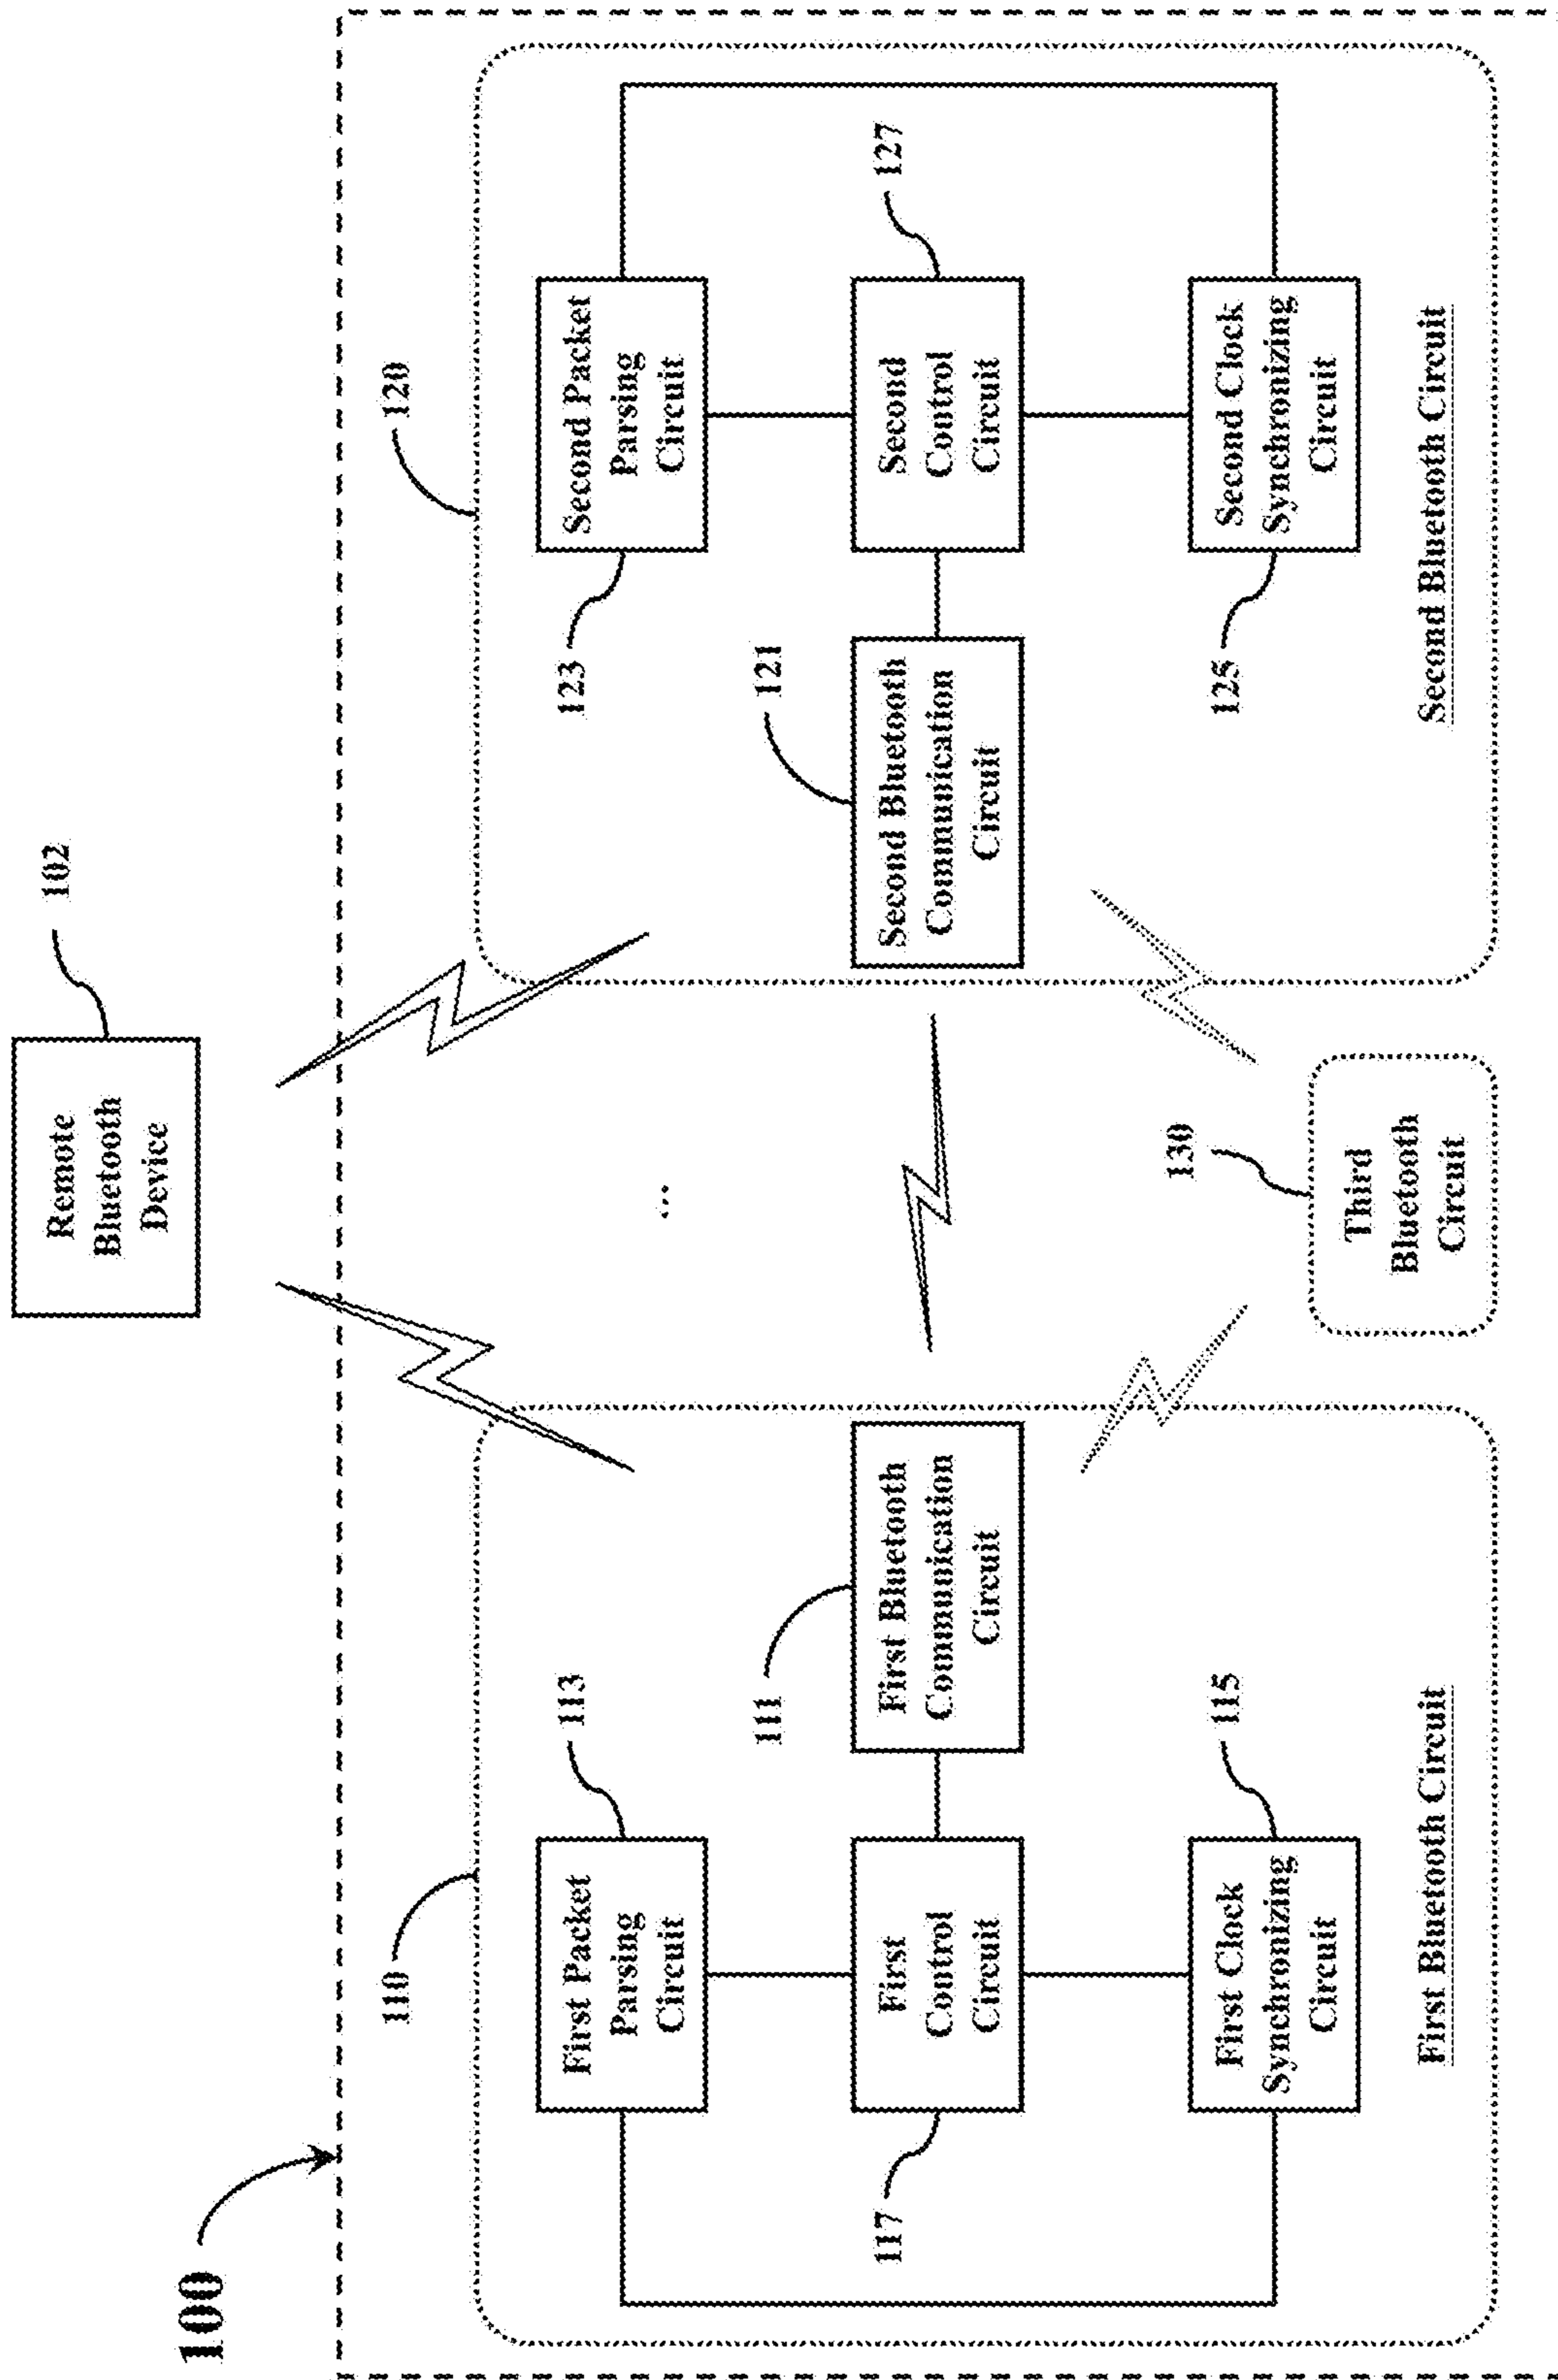 100
Remote
Bluetooth
Device
102
110
120
First Packet
Parsing
Circuit
113
123
Second Packet
Parsing
Circuit
...
117
First
Control
Circuit
111
First Bluetooth
Communication
Circuit
121
Second Bluetooth
Communication
Circuit
Second
Control
Circuit
127
First Clock
Synchronizing
Circuit
115
130
Third
Bluetooth
Circuit
125
Second Clock
Synchronizing
Circuit
First Bluetooth Circuit
Second Bluetooth Circuit